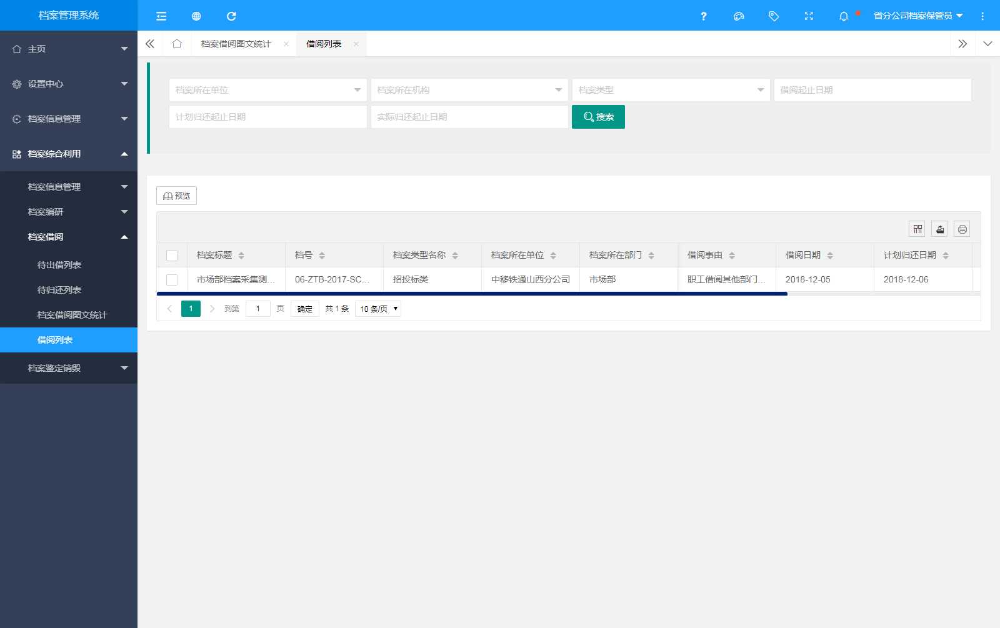 档案管理系统
?
省分公司档案保管员
主页
设置中心
档案信息管理
档案综合利用
档案信息管理
档案编研
档案借阅
待出借列表
待归还列表
档案借阅图文统计
借阅列表
档案鉴定销毁
档案借阅图文统计 借阅列表
档案所在单位 档案所在机构 档案类型 借阅起止日期
计划归还起止日期 实际归还起止日期 搜索
预览
档案标题 档号 档案类型名称 档案所在单位 档案所在部门 借阅事由 借阅日期 计划归还日期
市场部档案采集测... 06-ZTB-2017-SC... 招投标类 中移铁通山西分公司 市场部 职工借阅其他部门... 2018-12-05 2018-12-06
1 到第 1 页 确定 共 1 条 10 条/页